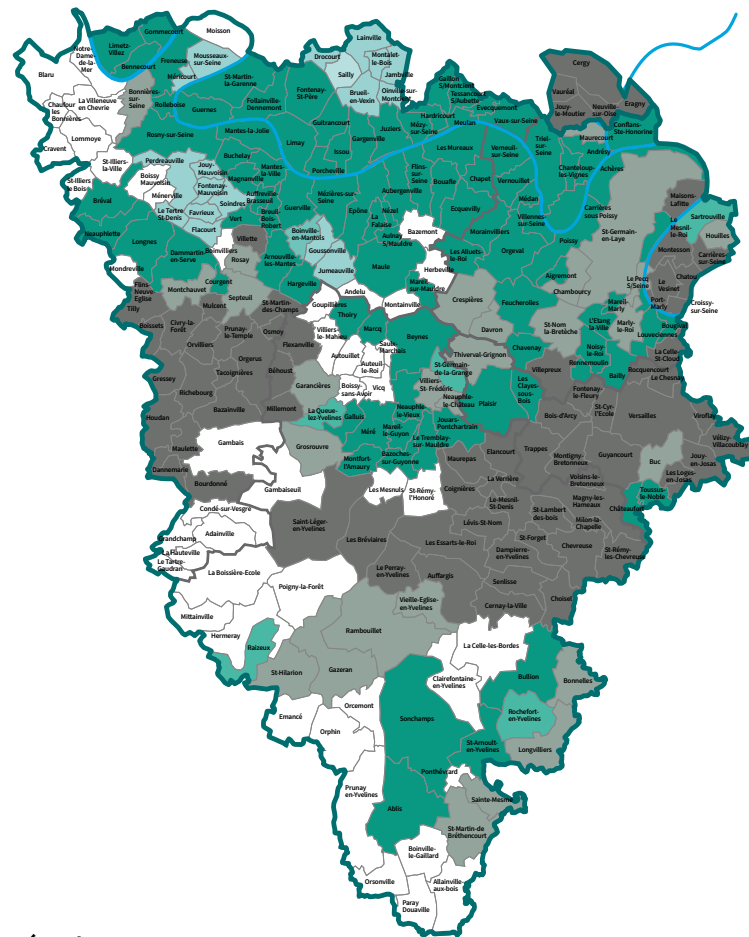 Moisson
Gommecourt
Limetz-
Villez
Notre-
Dame-
de-la-
Mer
Freneuse
Bennecourt
Mousseaux-
sur-Seine
Lainville
Drocourt
Montalet-
le-Bois
Sailly
Jambville
Blaru
Méricourt
St-Martin-
la-Garenne
Brueil-
en-Vexin
Oinville-sur-
Montcient
Gaillon
S/Montcient
Tessancourt
S/Aubette
Cergy
Vauréal
Jouy-
le-Moutier
Neuville-
sur-Oise
Eragny
La Villeneuve
en Chevrie
Chaufour
les
Bonnières
Bonnières-
sur-
Seine
Rolleboise
Guernes
Follainville-
Dennemont
Fontenay-
St-Père
Evecquemont
Hardricourt
Mézy-
sur-Seine
Meulan
Vaux-sur-Seine
Conflans-
Ste-Honorine
Lommoye
Cravent
Rosny-sur-Seine
Mantes-la-Jolie
Guitrancourt
Limay
Issou
Gargenville
Juziers
Porcheville
Les Mureaux
Verneuil-
sur-Seine
Triel-
sur-
Seine
Maurecourt
Andrésy
Chanteloup-
les-Vignes
Achères
St-Illiers-
la-Ville
St-Illiers
le Bois
Perdreauville
Buchelay
Mantes-
la-Ville
Magnanville
Jouy-
Mauvoisin
Fontenay-
Mauvoisin
Boissy
Mauvoisin
Ménerville
Soindres
Auffreville-
Brasseuil
Vert
Breuil-
Bois-
Robert
Guerville
Mézières-sur-
Seine
Epône
Flins-
sur-
Seine
Aubergenville
Bouafle
Chapet
Vernouillet
Médan
Villennes-
sur-Seine
Carrières
sous Poissy
Poissy
St-Germain-
en-Laye
Maisons-
Lafitte
Le
Mesnil-
le-Roi
Sartrouville
Houilles
Bréval
Le Tertre
St-Denis
Favrieux
Flacourt
Neauphlette
Longnes
Dammartin-
en-Serve
Boinvilliers
Villette
Rosay
Arnouville-
les-Mantes
Boinville-
en-Mantois
Goussonville
Jumeauville
La
Falaise
Nézel
Aulnay
S/Mauldre
Bazemont
Ecquevilly
Morainvilliers
Les Alluets-
le-Roi
Orgeval
Montesson
Carrières-
sur-Seine
Chatou
Le
Vesinet
Le Pecq
S/Seine
Mondreville
Flins-
Neuve-
Eglise
Tilly
Montchauvet
Courgent
Septeuil
Mulcent
St-Martin-
des-Champs
Hargeville
Andelu
Goupillières
Thoiry
Maule
Mareil-
sur Mauldre
Herbeville
Montainville
Crespières
Feucherolles
Aigremont
Chambourcy
Mareil-
Marly
L'Etang
la-Ville
Marly-
le-Roi
Port-
Marly
Croissy-
sur-Seine
Bougival
Louveciennes
Boissets
Civry-la-
Forêt
Orvilliers
Prunay-
le-Temple
Osmoy
Flexanville
Villiers-
le-Mahieu
Marcq
Saulx-
Marchais
Beynes
Davron
St-Nom
la-Bretèche
Chavenay
Noisy-
le-Roi
Rennemoulin
Bailly
Rocquencourt
La Celle-
St-Cloud
Le Chesnay
Autouillet
Auteuil-
le-Roi
Thiverval-Grignon
Villepreux
Orgerus
Tacoignières
Béhoust
Garancières
Boissy-
sans-Avoir
Vicq
St-Germain-
de-la-Grange
Villiers-
St-Frédéric
Neauphle-
le-Château
Plaisir
Les
Clayes-
sous-
Bois
Fontenay-
le-Fleury
Bois-d'Arcy
St-Cyr-
l'Ecole
Versailles
Viroflay
Vélizy-
Villacoublay
Gressey
Richebourg
Bazainville
Millemont
Houdan
Maulette
Dannemarie
Gambais
Bourdonné
La Queue-
lez-Yvelines
Galluis
Grosrouvre
Méré
Mareil-
le-Guyon
Neauphle-
le-Vieux
Jouars-
Pontchartrain
Le Tremblay-
sur-Mauldre
Montfort-
l'Amaury
Bazoches-
sur-Guyonne
Maurepas
Elancourt
Trappes
Montigny-
Bretonneux
Guyancourt
Buc
Jouy-
en-Josas
Les Loges-
en-Josas
Toussus-
le-Noble
Châteaufort
Condé-sur-Vesgre
Gambaiseuil
Les Mesnuls
St-Rémy-
l'Honoré
Coignières
La Verrière
Le-Mesnil-
St-Denis
Voisins-le-
Bretonneux
Magny-les-
Hameaux
St-Lambert
des-bois
Milon-la-
Chapelle
Grandchamp
Adainville
La Hauteville
Le Tartre-
Gaudran
Saint-Léger-
en-Yvelines
Les Bréviaires
Lévis-St-Nom
Les Essarts-le-Roi
St-Forget
Dampierre-
en-Yvelines
Chevreuse
St-Rémy-
les-Chevreuse
La Boissière-Ecole
Poigny-la-Forêt
Le Perray-
en-Yvelines
Auffargis
Senlisse
Choisel
Cernay-la-Ville
Mittainville
Hermeray
Raizeux
Vieille-Eglise-
en-Yvelines
Rambouillet
La Celle-les-Bordes
St-Hilarion
Gazeran
Clairefontaine-
en-Yvelines
Bullion
Bonnelles
Rochefort-
en-Yvelines
Emancé
Orcemont
Orphin
Sonchamps
St-Arnoult-
en-Yvelines
Longvilliers
Prunay
en-Yvelines
Ponthévrard
Ablis
Sainte-Mesme
St-Martin-de
Bréthencourt
Boinville-
le-Gaillard
Orsonville
Allainville-
aux-bois
Paray
Douaville